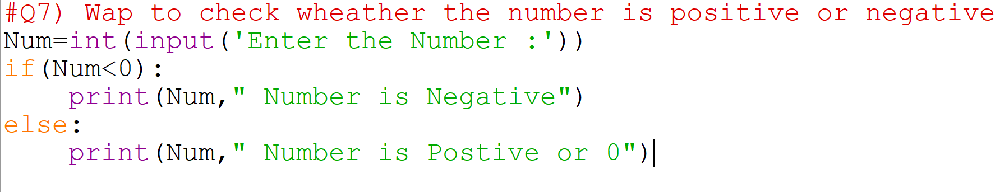 #Q7) Wap to check wheather the number is positive or negative
Num=int(input('Enter the Number :'))
if(Num<0):
    print(Num," Number is Negative")
else:
    print(Num," Number is Postive or 0")